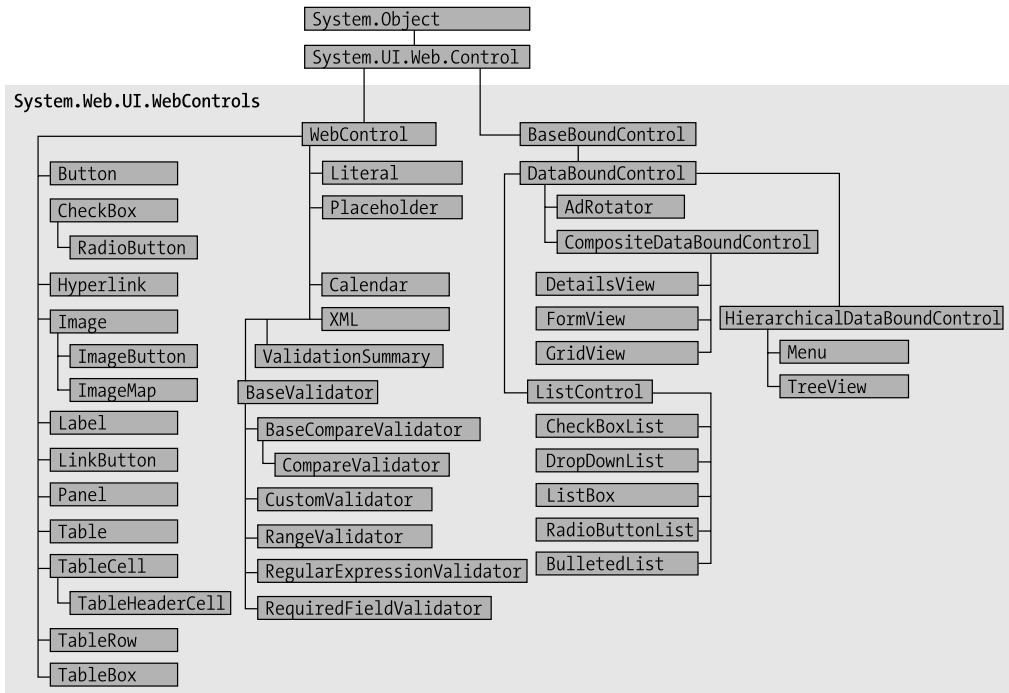 System.Object
System.UI.Web.Control
System.Web.UI.WebControls
WebControl
Button
CheckBox
RadioButton
Hyperlink
Image
ImageButton
ImageMap
Label
LinkButton
Panel
Table
TableCell
TableHeaderCell
TableRow
TableBox
Literal
Placeholder
Calendar
XML
ValidationSummary
BaseValidator
BaseCompareValidator
CompareValidator
CustomValidator
RangeValidator
RegularExpressionValidator
RequiredFieldValidator
BaseBoundControl
DataBoundControl
AdRotator
CompositeDataBoundControl
DetailsView
FormView
GridView
ListControl
CheckBoxList
DropDownList
ListBox
RadioButtonList
BulletedList
HierarchicalDataBoundControl
Menu
TreeView